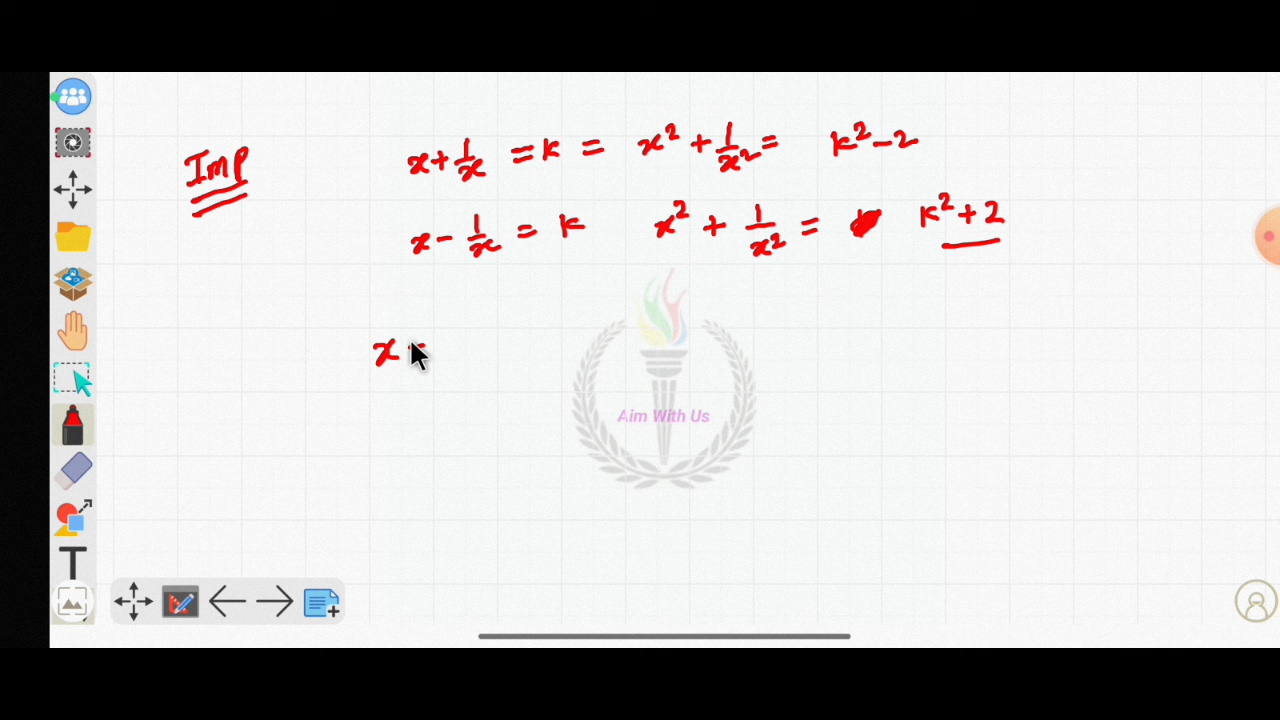 Imp
x + 1/x = k = x² + 1/x² = k² - 2
x - 1/x = k x² + 1/x² = k² + 2
x
Aim With Us
T